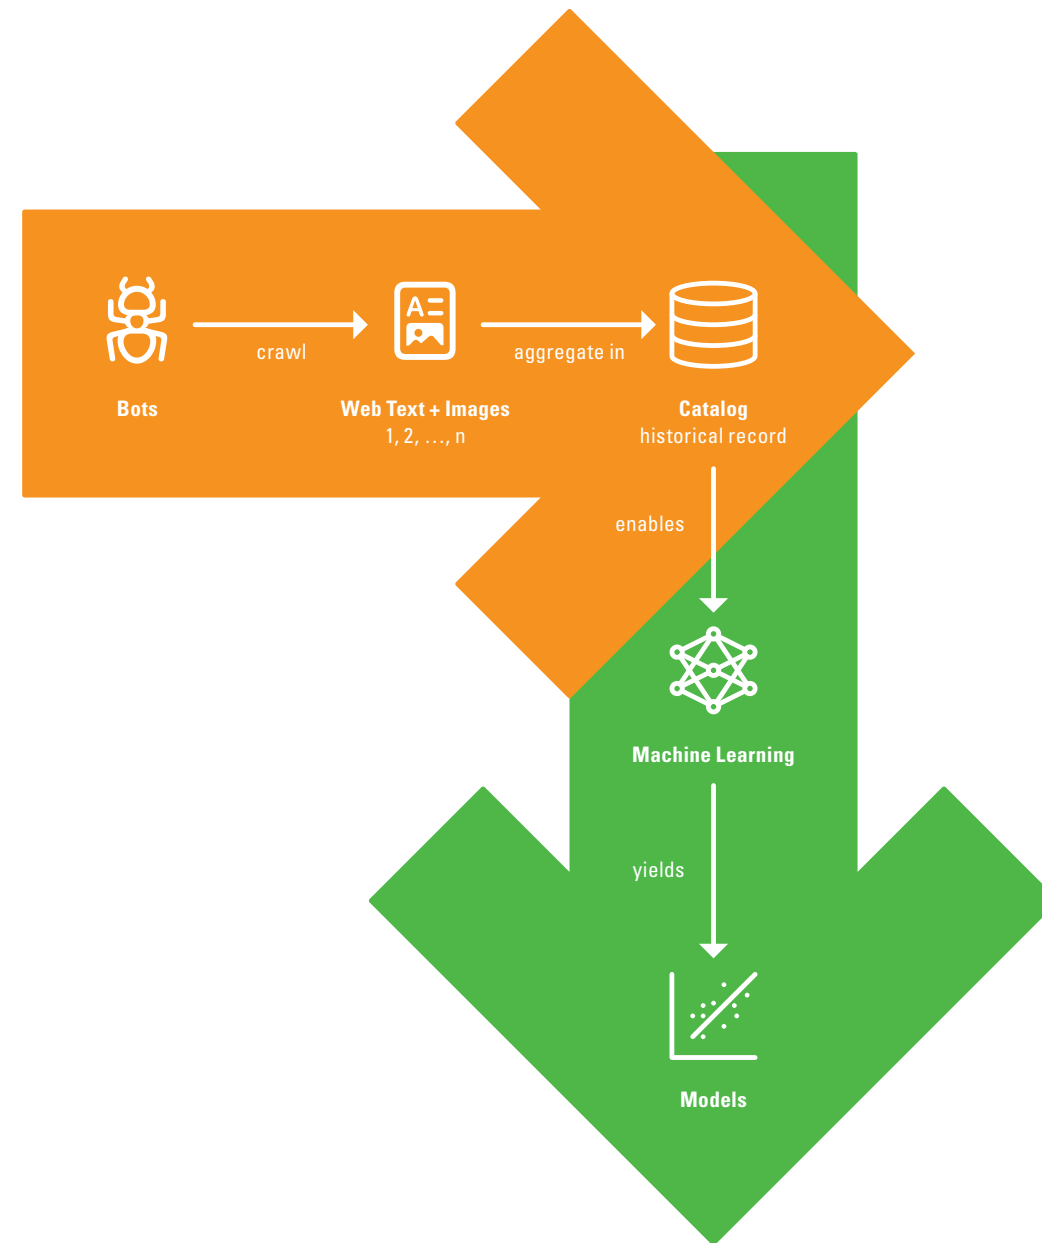 crawl
aggregate in
Bots
Web Text + Images
1, 2, ..., n
Catalog
historical record
enables
Machine Learning
yields
Models